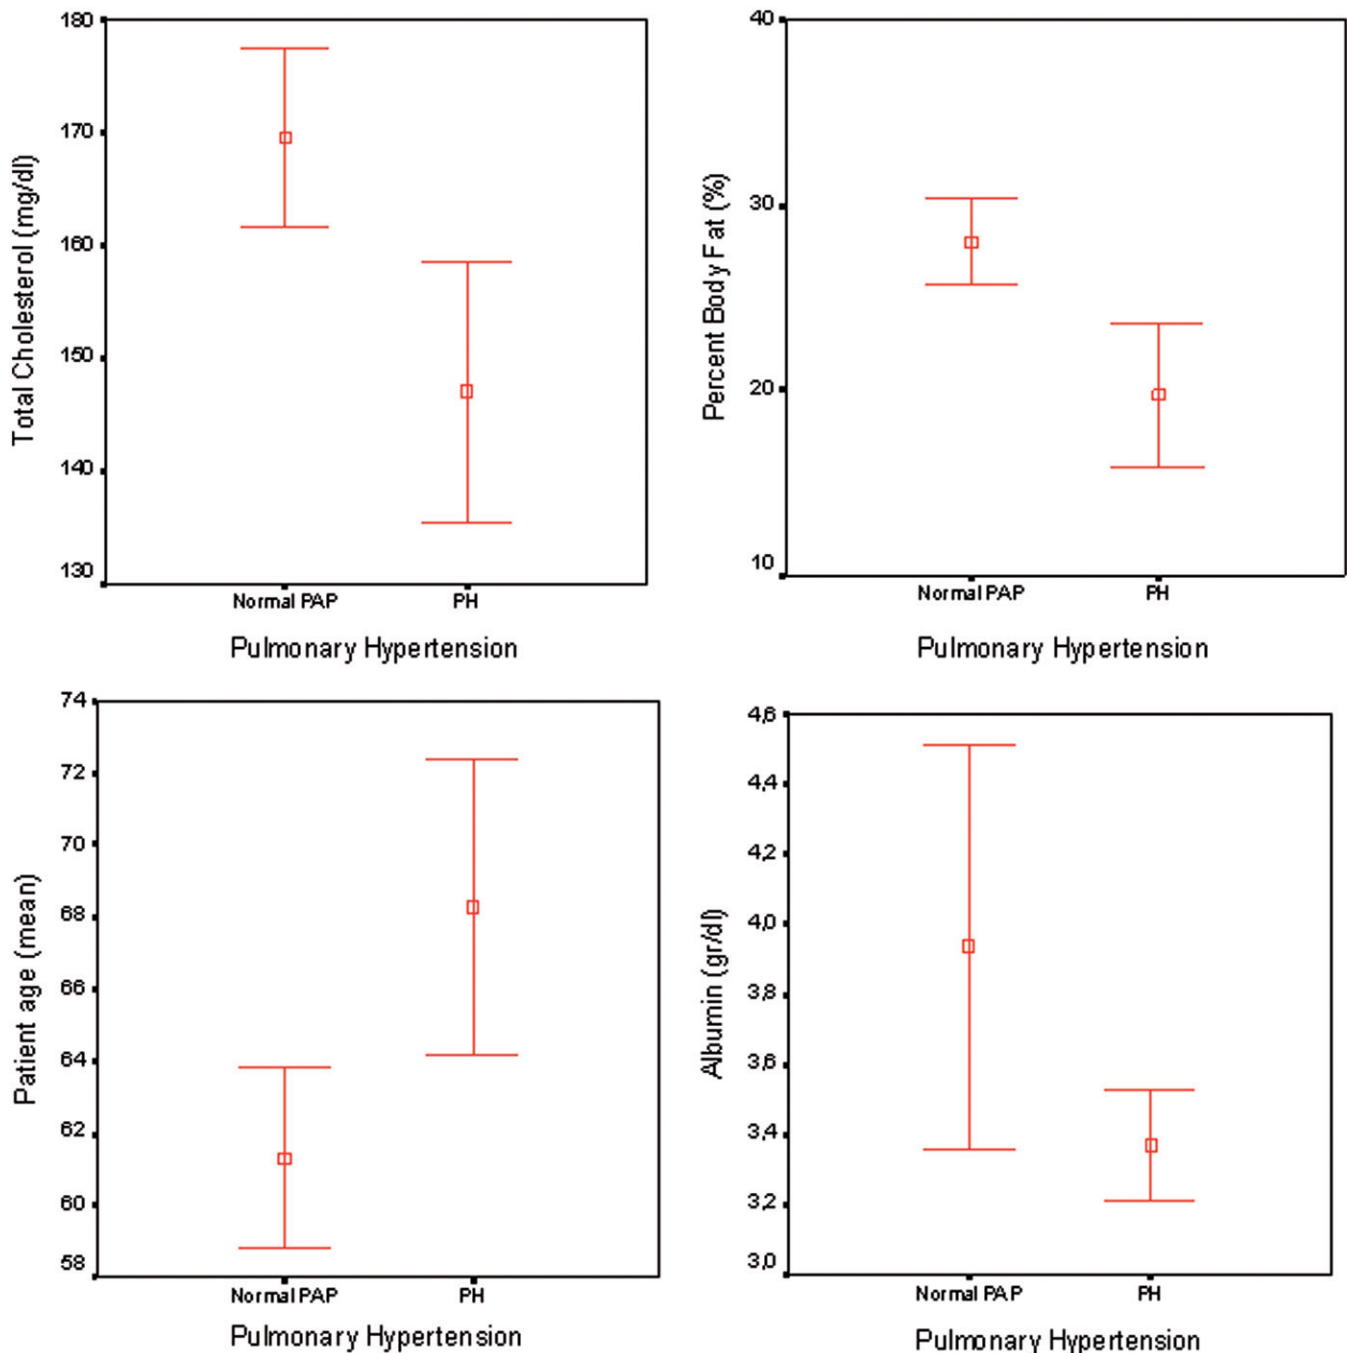 Total Cholesterol (mg/dl)
180
170
160
150
140
130
Normal PAP PH
Pulmonary Hypertension
Percent Body Fat (%)
40
30
20
10
Normal PAP PH
Pulmonary Hypertension
Patient age (mean)
74
72
70
68
66
64
62
60
58
Normal PAP PH
Pulmonary Hypertension
Albumin (gr/dl)
4,6
4,4
4,2
4,0
3,8
3,6
3,4
3,2
3,0
Normal PAP PH
Pulmonary Hypertension